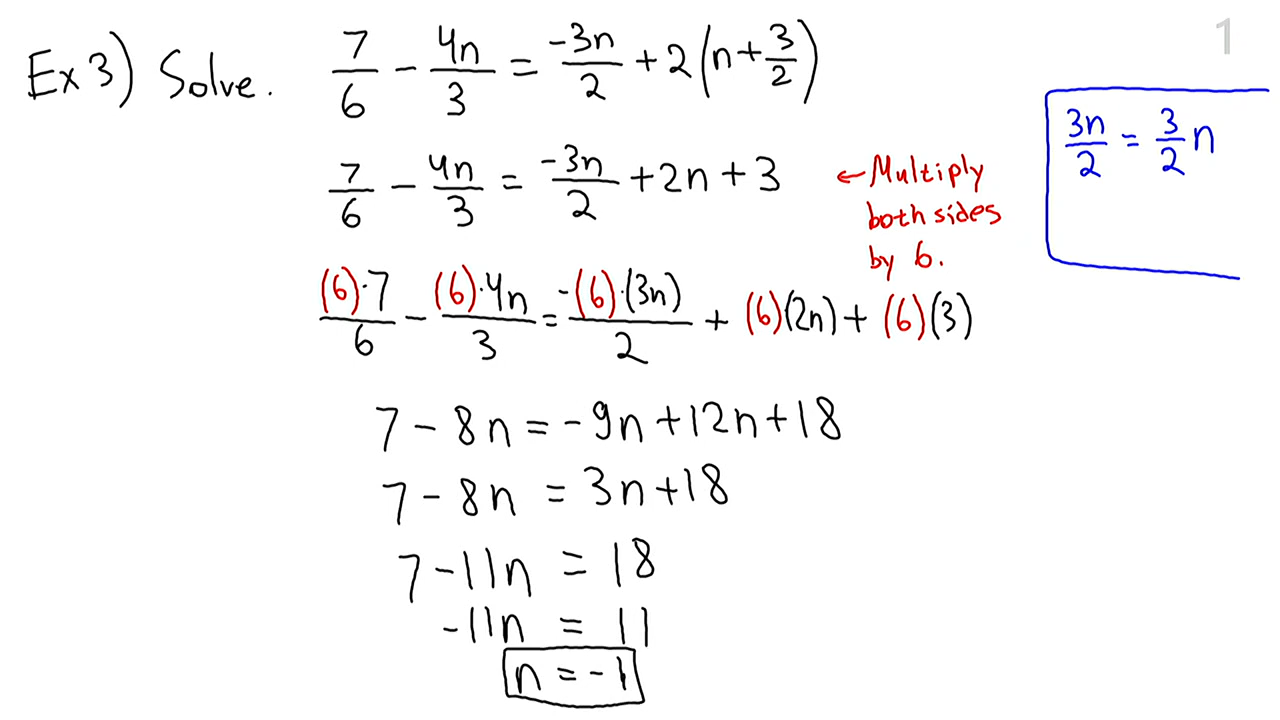 1
Ex 3) Solve. 7/6 - 4n/3 = -3n/2 + 2(n + 3/2)
3n/2 = 3/2 n
7/6 - 4n/3 = -3n/2 + 2n + 3
← Multiply
both sides
by 6.
(6)·7/6 - (6)·4n/3 = -(6)·(3n)/2 + (6)(2n) + (6)(3)
7 - 8n = -9n + 12n + 18
7 - 8n = 3n + 18
7 - 11n = 18
-11n = 11
n = -1